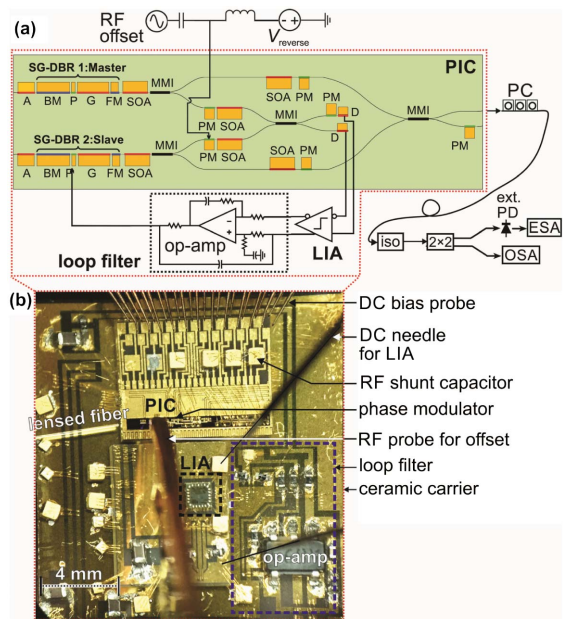 (a)
RF
offset
Vreverse
SG-DBR 1:Master
MMI
SOA PM
PIC
PC
A BM P G FM SOA
PM SOA
MMI
PM
D
MMI
SG-DBR 2:Slave
MMI
PM SOA
D
PM
A BM P G FM SOA
SOA PM
op-amp
LIA
loop filter
iso
2×2
ext.
PD
ESA
OSA
(b)
DC bias probe
DC needle
for LIA
RF shunt capacitor
PIC
phase modulator
lensed fiber
RF probe for offset
LIA
loop filter
ceramic carrier
op-amp
4 mm